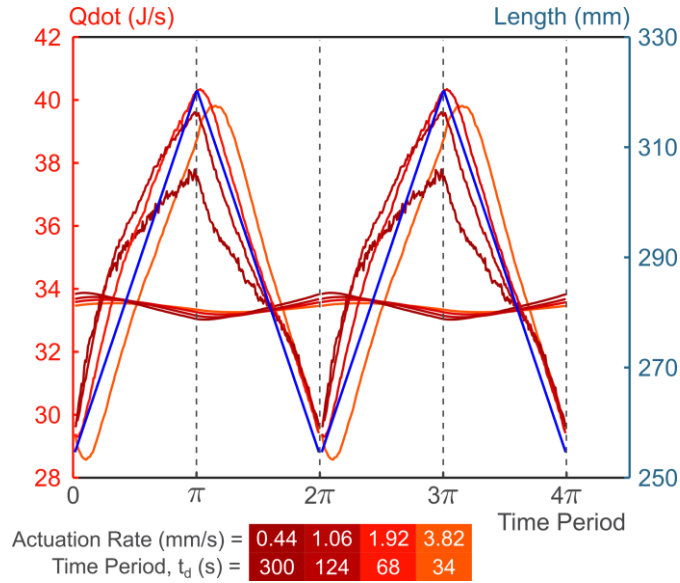 Qdot (J/s) Length (mm)
42 330
40
310
38
36
290
34
32 270
30
28 250
0 π 2π 3π 4π
Time Period
Actuation Rate (mm/s) = 0.44 1.06 1.92 3.82
Time Period, t_d (s) = 300 124 68 34